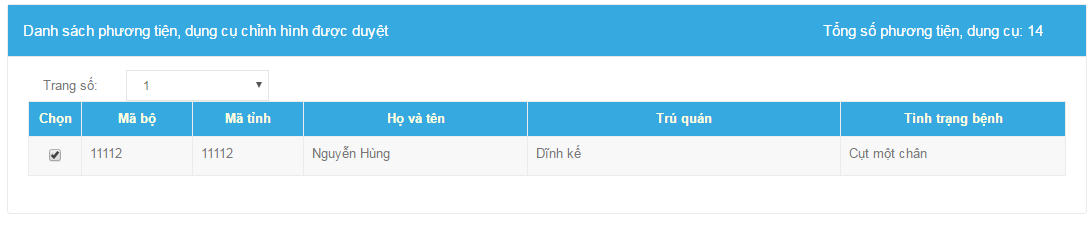 Danh sách phương tiện, dụng cụ chỉnh hình được duyệt Tổng số phương tiện, dụng cụ: 14
Trang số: 1
Chọn Mã bộ Mã tỉnh Họ và tên Trú quán Tình trạng bệnh
11112 11112 Nguyễn Hùng Dĩnh kế Cụt một chân